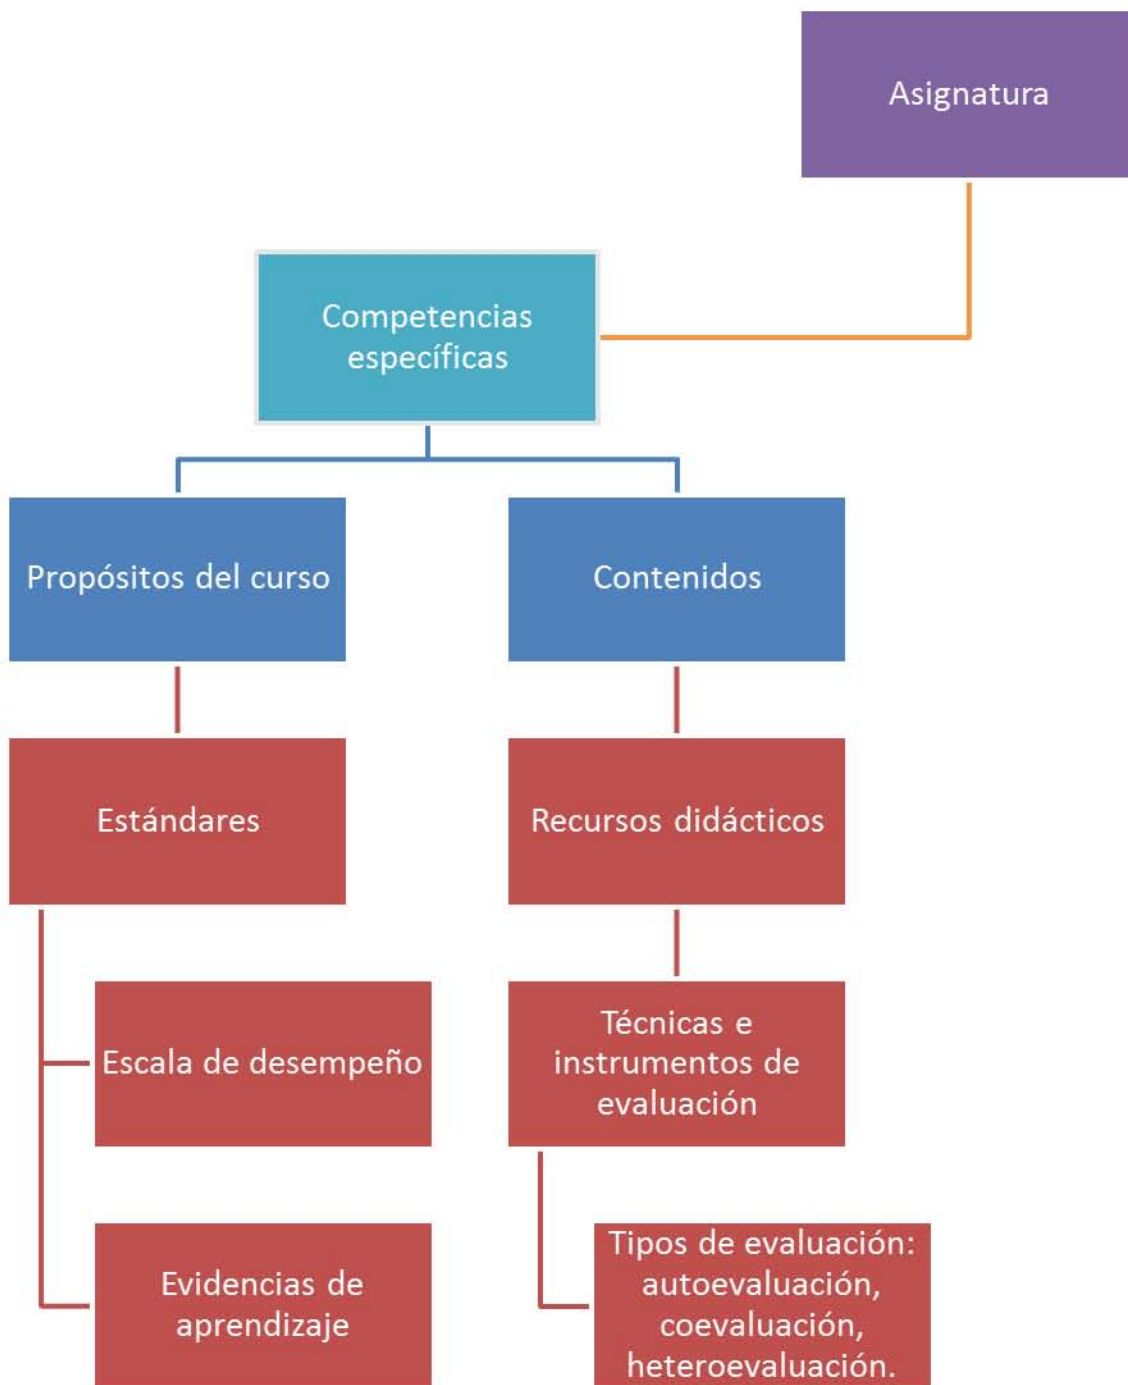 Asignatura
Competencias
específicas
Propósitos del curso
Contenidos
Estándares
Recursos didácticos
Escala de desempeño
Técnicas e
instrumentos de
evaluación
Evidencias de
aprendizaje
Tipos de evaluación:
autoevaluación,
coevaluación,
heteroevaluación.